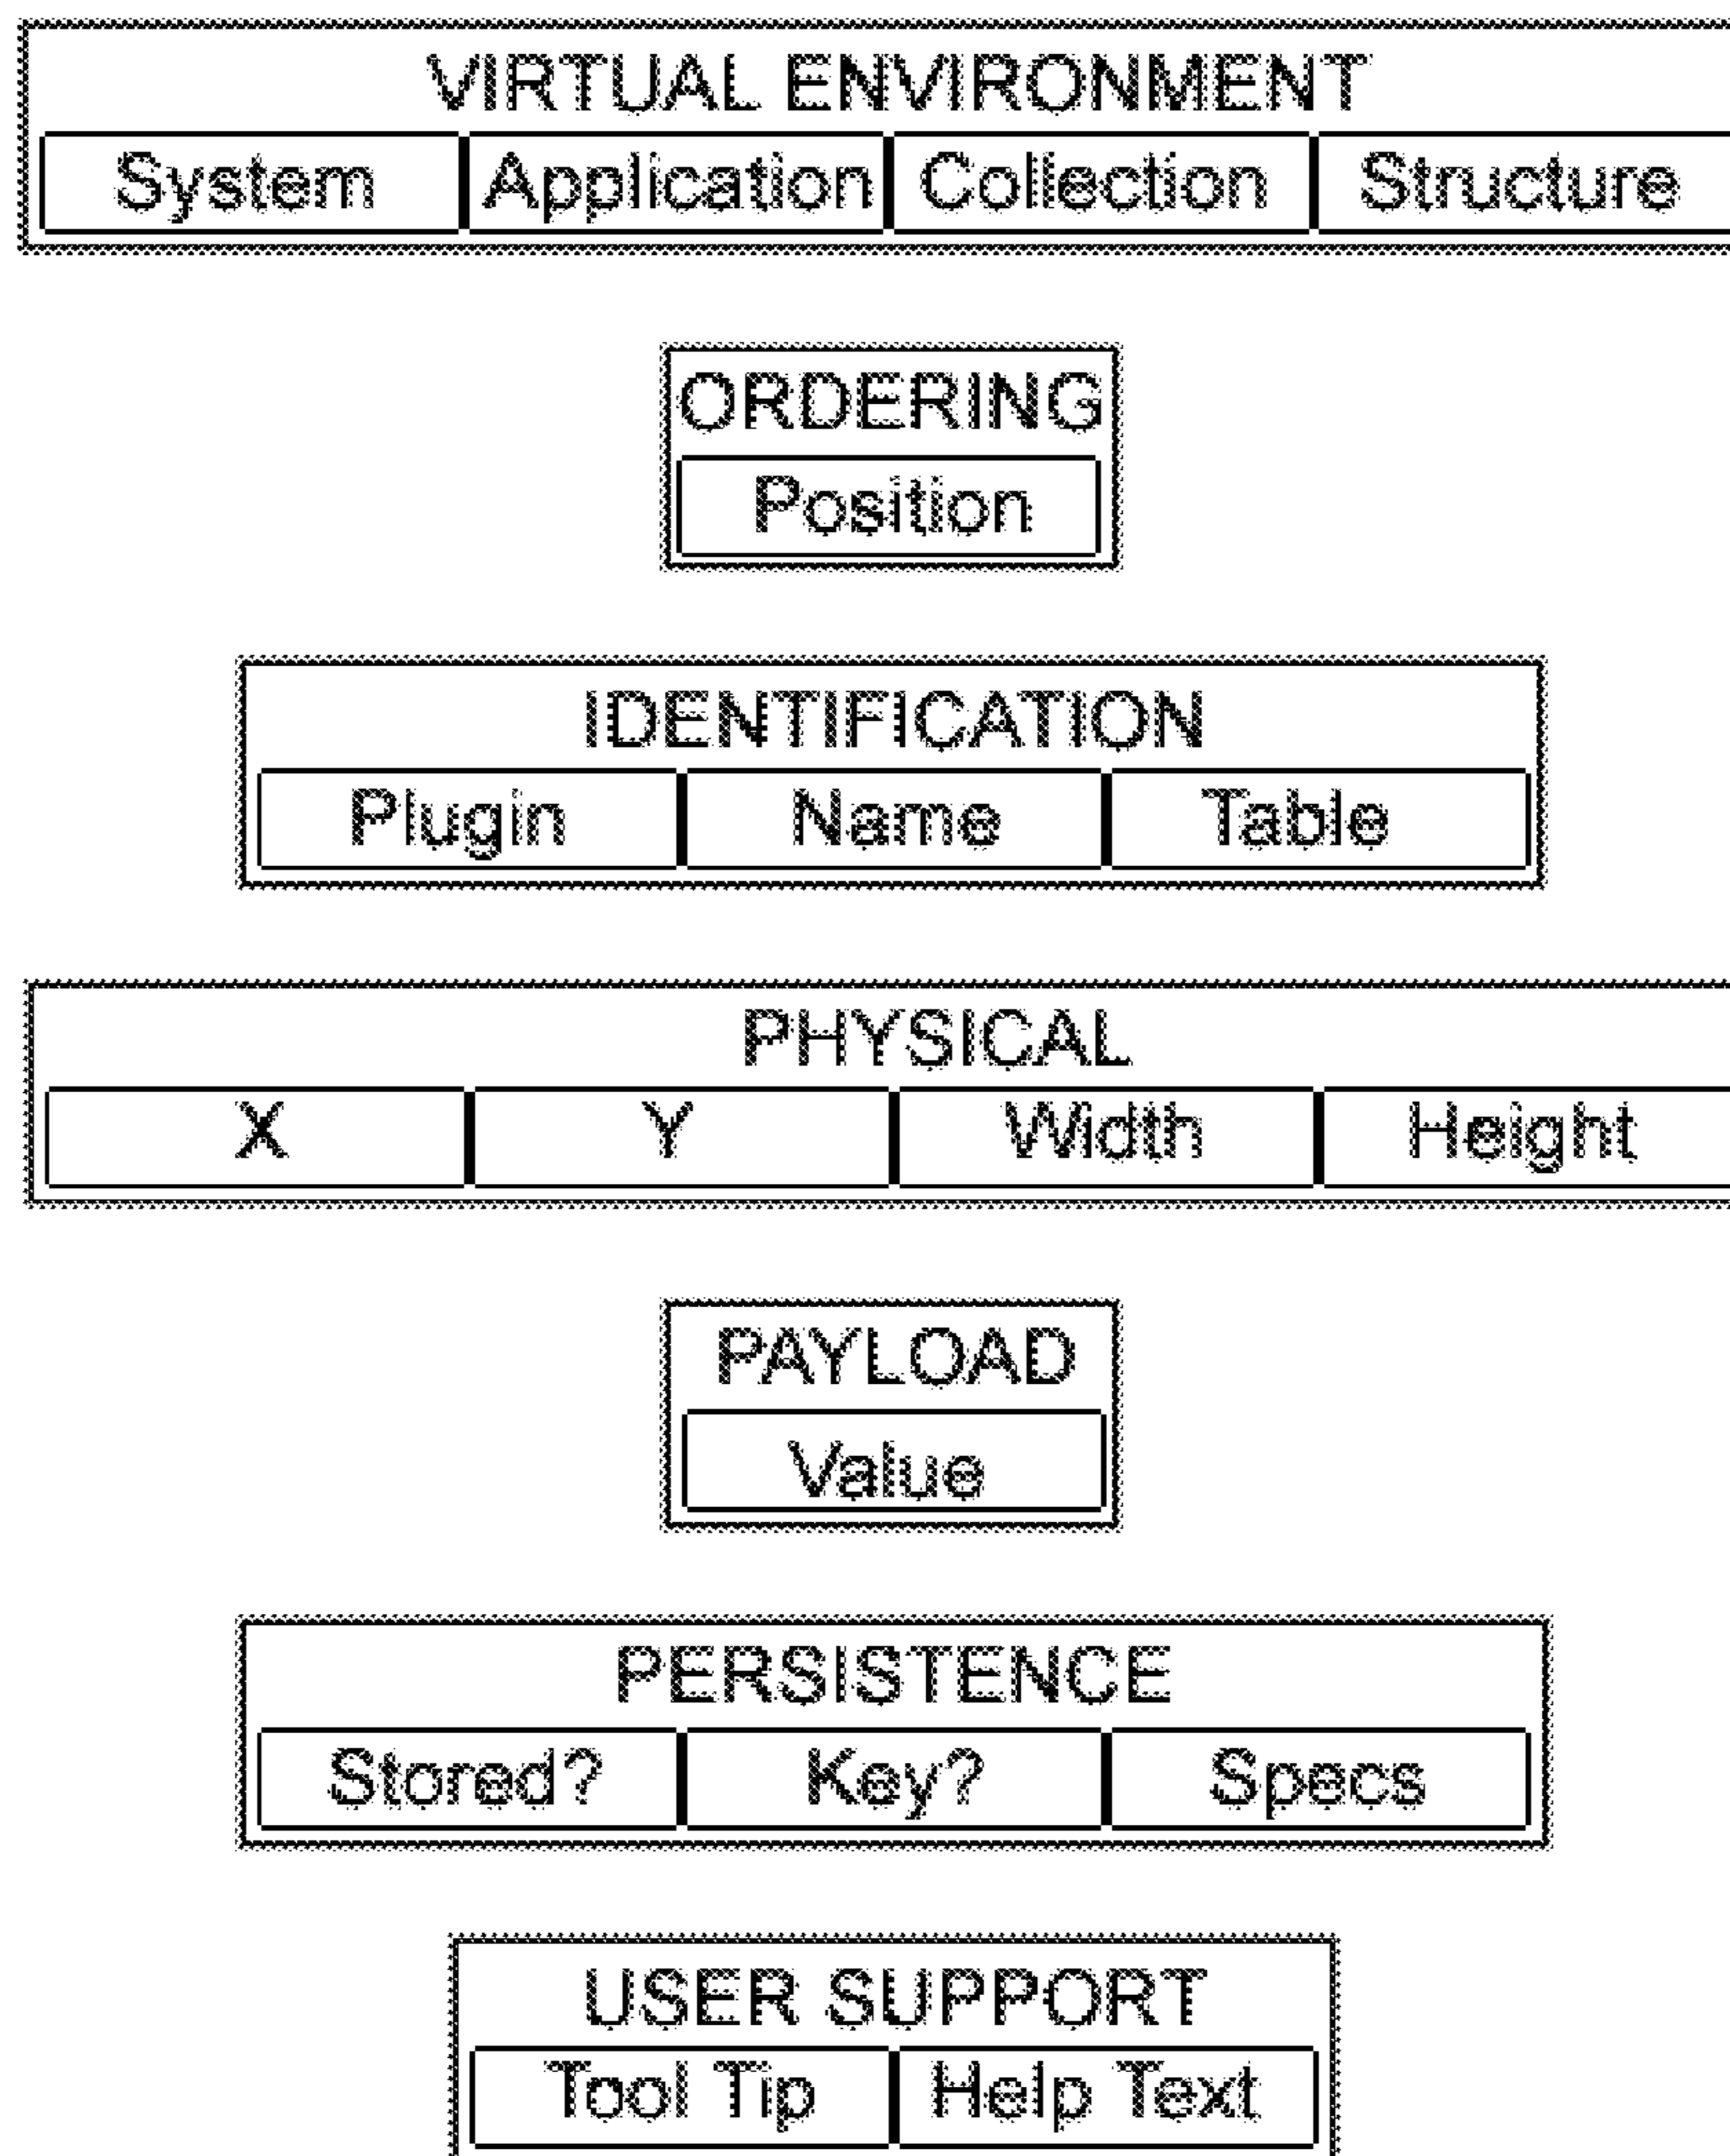 VIRTUAL ENVIRONMENT
System Application Collection Structure
ORDERING
Position
IDENTIFICATION
Plugin Name Table
PHYSICAL
X Y Width Height
PAYLOAD
Value
PERSISTENCE
Stored? Key? Specs
USER SUPPORT
Tool Tip Help Text